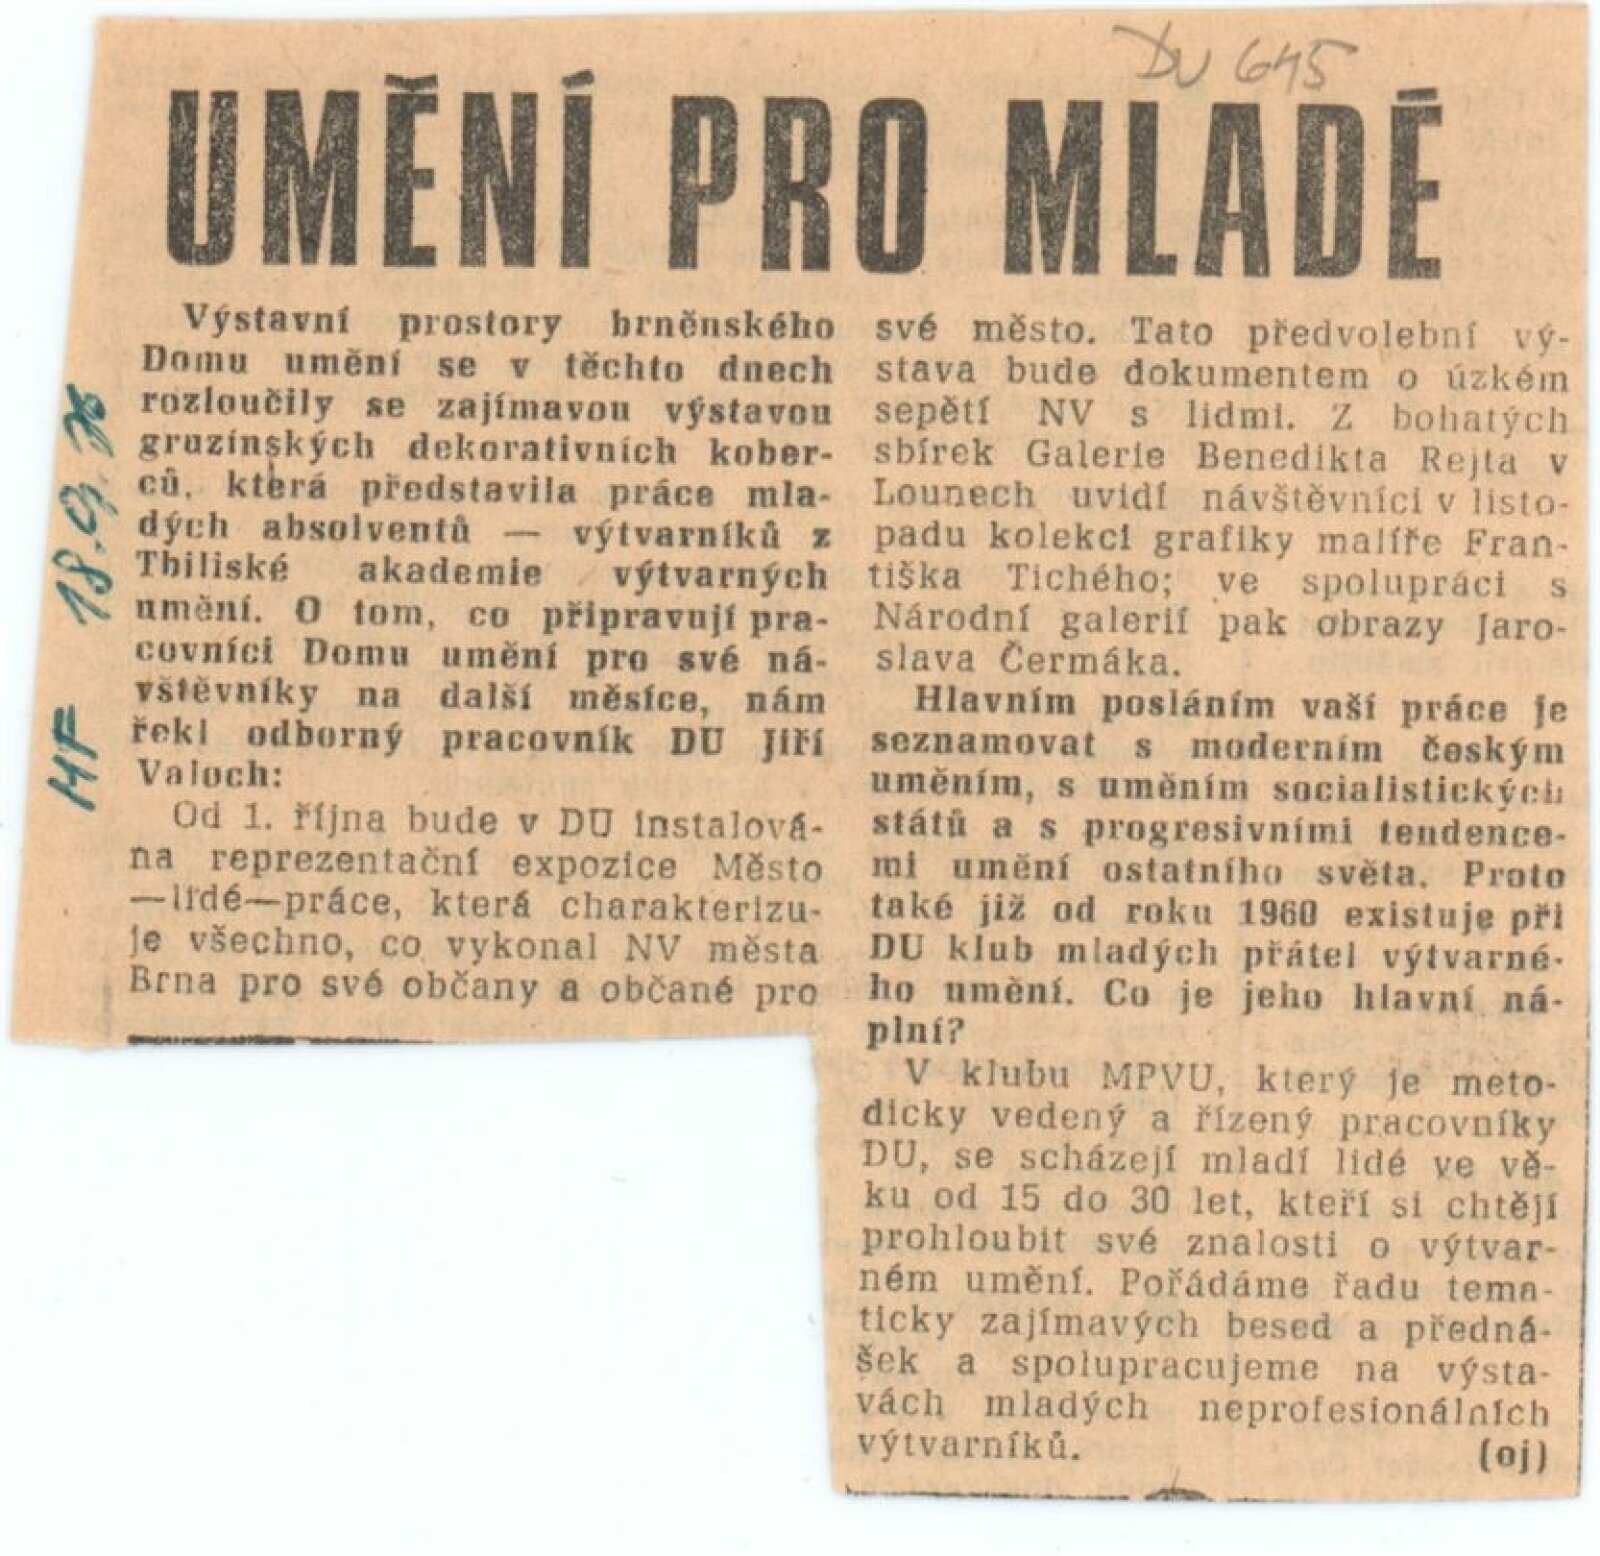 DU 645
UMĚNÍ PRO MLADÉ
HF 18.9.76
Výstavní prostory brněnského
Domu umění se v těchto dnech
rozloučily se zajímavou výstavou
gruzínských dekorativních kober-
ců, která představila práce mla-
dých absolventů — výtvarníků z
Tbiliské akademie výtvarných
umění. O tom, co připravují pra-
covníci Domu umění pro své ná-
vštěvníky na další měsíce, nám
řekl odborný pracovník DU Jiří
Valoch:
Od 1. října bude v DU instalová-
na reprezentační expozice Město
—lidé—práce, která charakterizu-
je všechno, co vykonal NV města
Brna pro své občany a občané pro
své město. Tato předvolební vý-
stava bude dokumentem o úzkém
sepětí NV s lidmi. Z bohatých
sbírek Galerie Benedikta Rejta v
Lounech uvidí návštěvníci v listo-
padu kolekci grafiky malíře Fran-
tiška Tichého; ve spolupráci s
Národní galerií pak obrazy Jaro-
slava Čermáka.
Hlavním posláním vaší práce je
seznamovat s moderním českým
uměním, s uměním socialistických
států a s progresivními tendence-
mi umění ostatního světa. Proto
také již od roku 1960 existuje při
DU klub mladých přátel výtvarné-
ho umění. Co je jeho hlavní ná-
plní?
V klubu MPVU, který je meto-
dicky vedený a řízený pracovníky
DU, se scházejí mladí lidé ve vě-
ku od 15 do 30 let, kteří si chtějí
prohloubit své znalosti o výtvar-
ném umění. Pořádáme řadu tema-
ticky zajímavých besed a předná-
šek a spolupracujeme na výsta-
vách mladých neprofesionálních
výtvarníků. (oj)